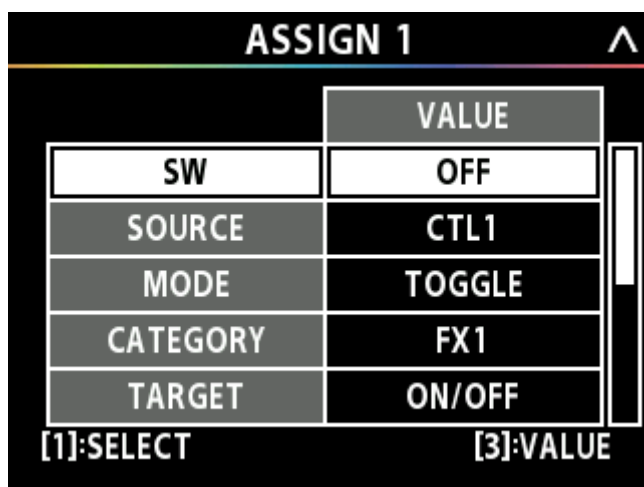 ASSIGN 1
VALUE
SW OFF
SOURCE CTL1
MODE TOGGLE
CATEGORY FX1
TARGET ON/OFF
[1]:SELECT [3]:VALUE